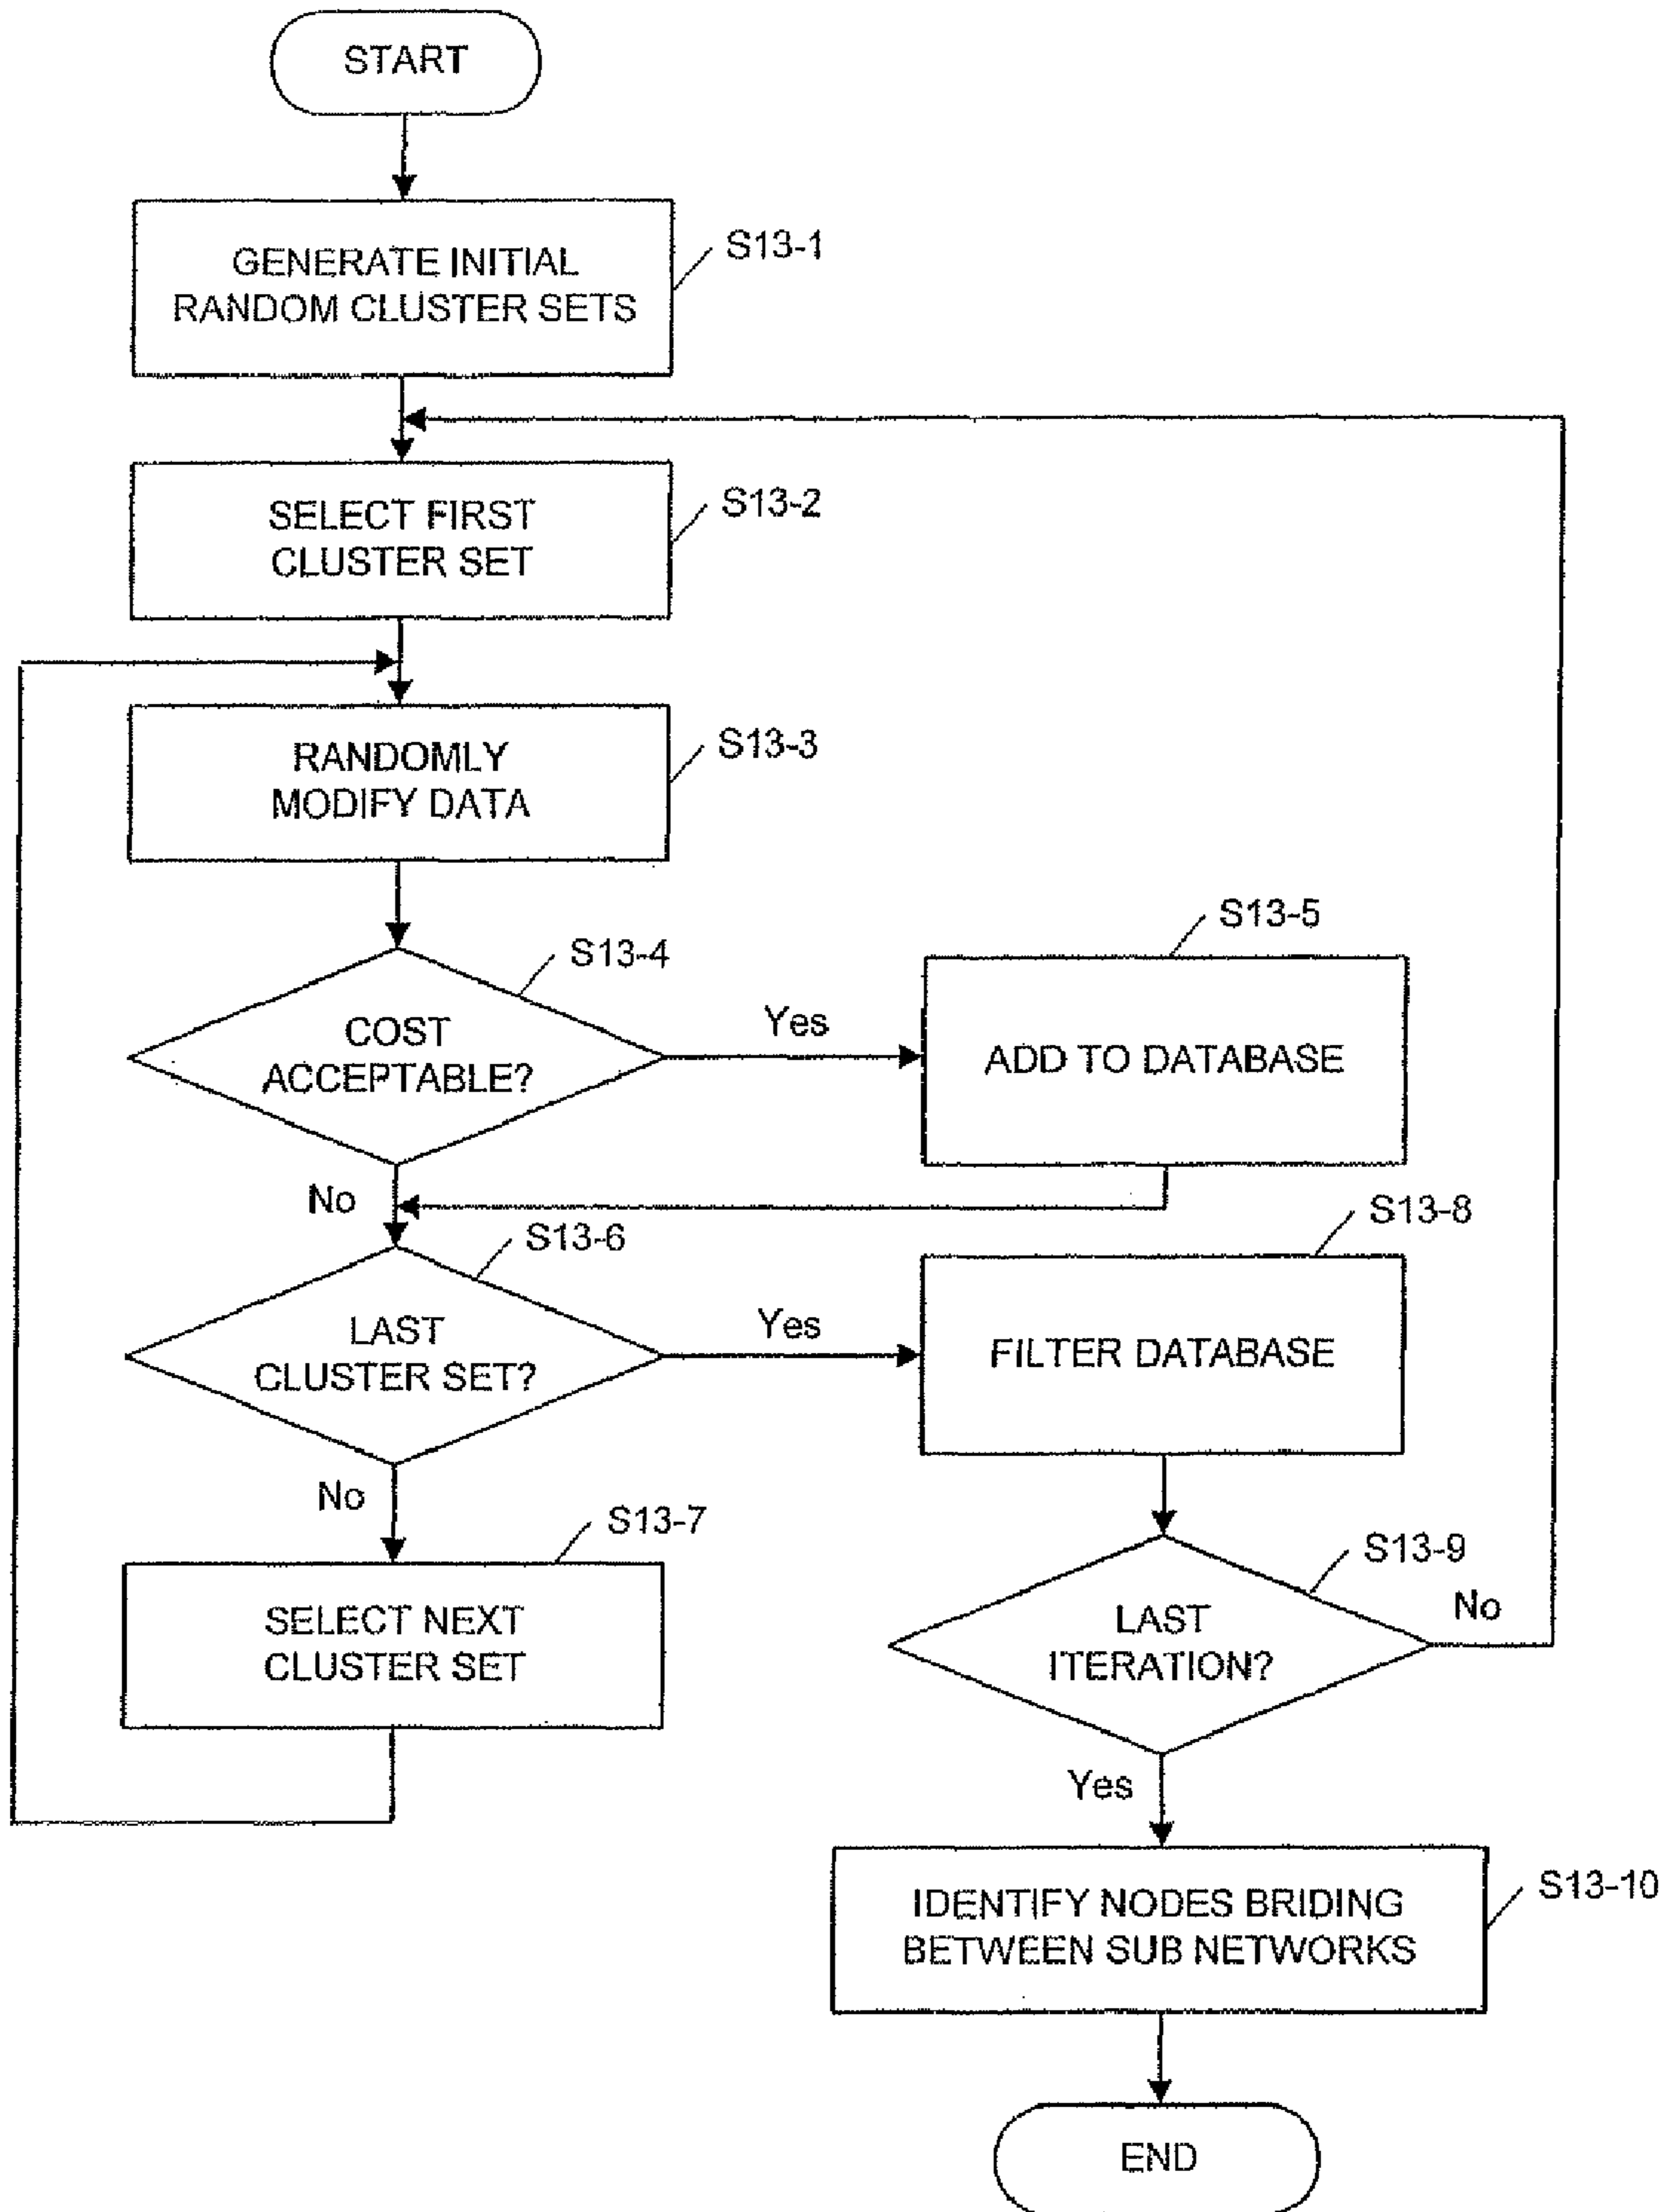 START
GENERATE INITIAL
RANDOM CLUSTER SETS
S13-1
SELECT FIRST
CLUSTER SET
S13-2
RANDOMLY
MODIFY DATA
S13-3
S13-4
COST
ACCEPTABLE?
Yes
S13-5
ADD TO DATABASE
No
S13-6
LAST
CLUSTER SET?
Yes
S13-8
FILTER DATABASE
No
S13-7
SELECT NEXT
CLUSTER SET
S13-9
LAST
ITERATION?
No
Yes
S13-10
IDENTIFY NODES BRIDING
BETWEEN SUB NETWORKS
END